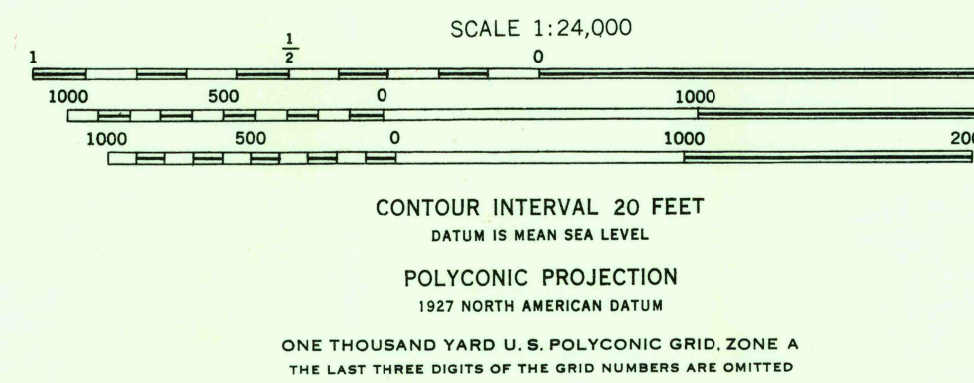 SCALE 1:24,000
1 1/2 0
1000 500 0 1000
1000 500 0 1000 200
CONTOUR INTERVAL 20 FEET
DATUM IS MEAN SEA LEVEL
POLYCONIC PROJECTION
1927 NORTH AMERICAN DATUM
ONE THOUSAND YARD U.S. POLYCONIC GRID, ZONE A
THE LAST THREE DIGITS OF THE GRID NUMBERS ARE OMITTED